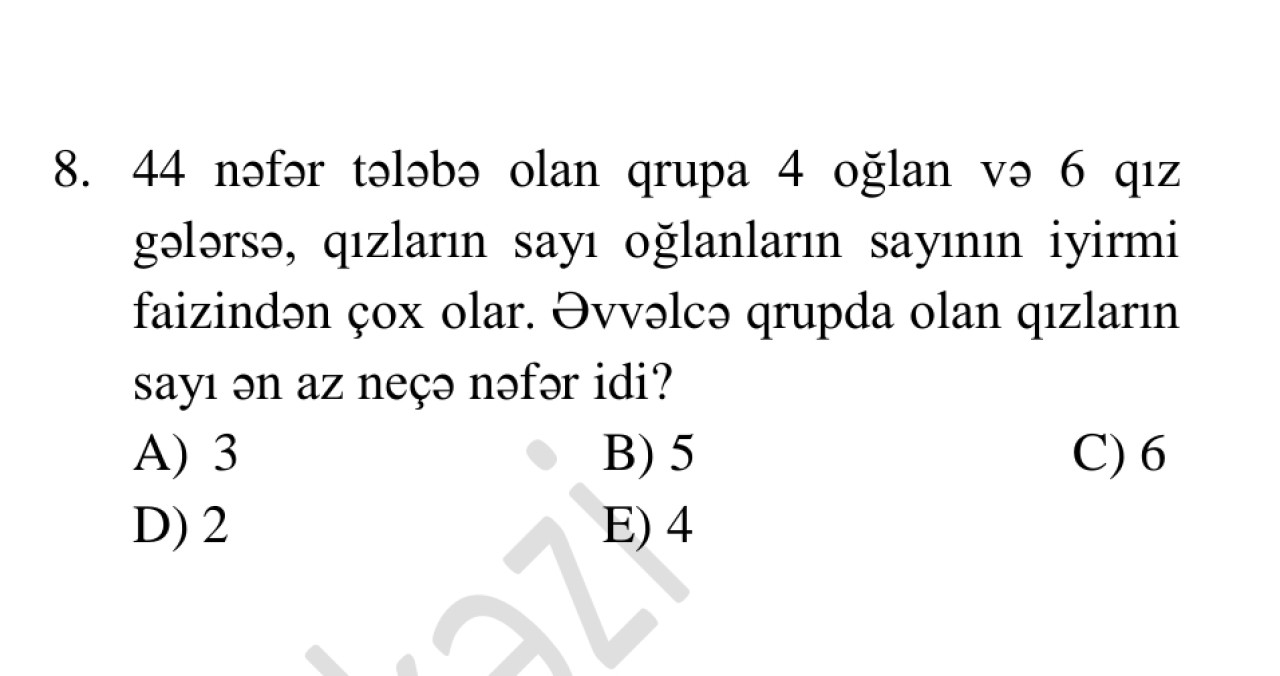 8. 44 nəfər tələbə olan qrupa 4 oğlan və 6 qız
gələrsə, qızların sayı oğlanların sayının iyirmi
faizindən çox olar. Əvvəlcə qrupda olan qızların
sayı ən az neçə nəfər idi?
A) 3 B) 5 C) 6
D) 2 E) 4